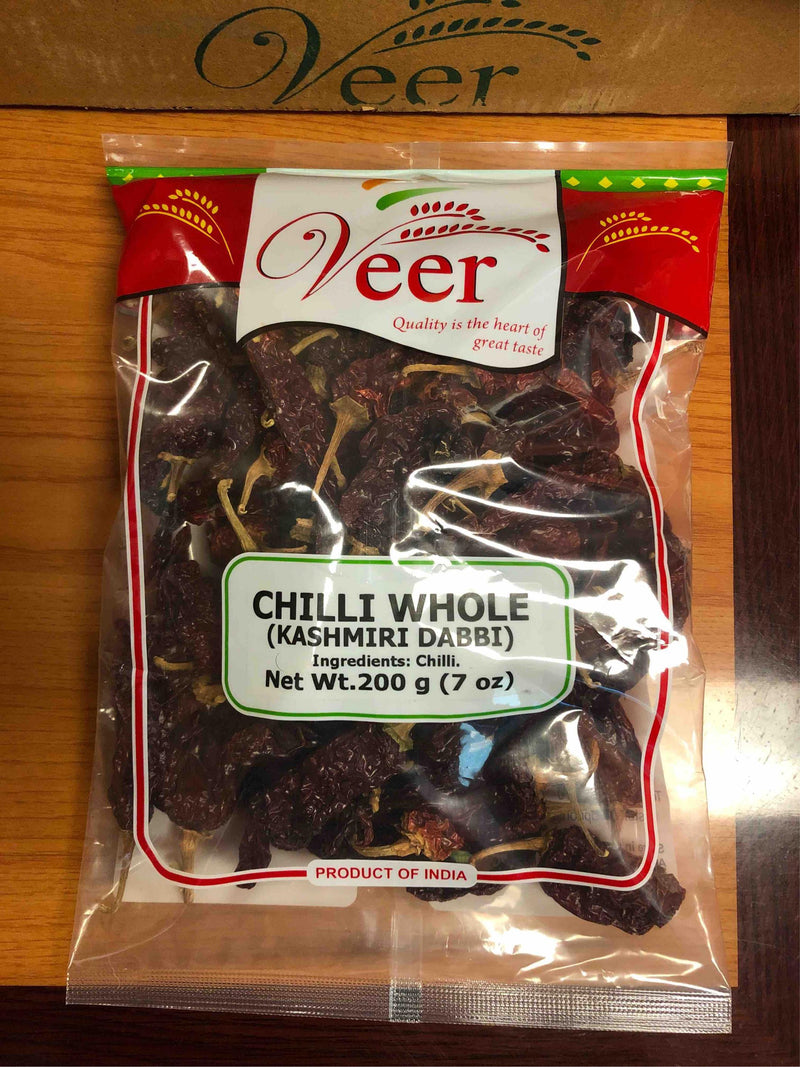 Veer
Veer
Quality is the heart of
great taste
CHILLI WHOLE
(KASHMIRI DABBI)
Ingredients: Chilli.
Net Wt.200 g (7 oz)
PRODUCT OF INDIA